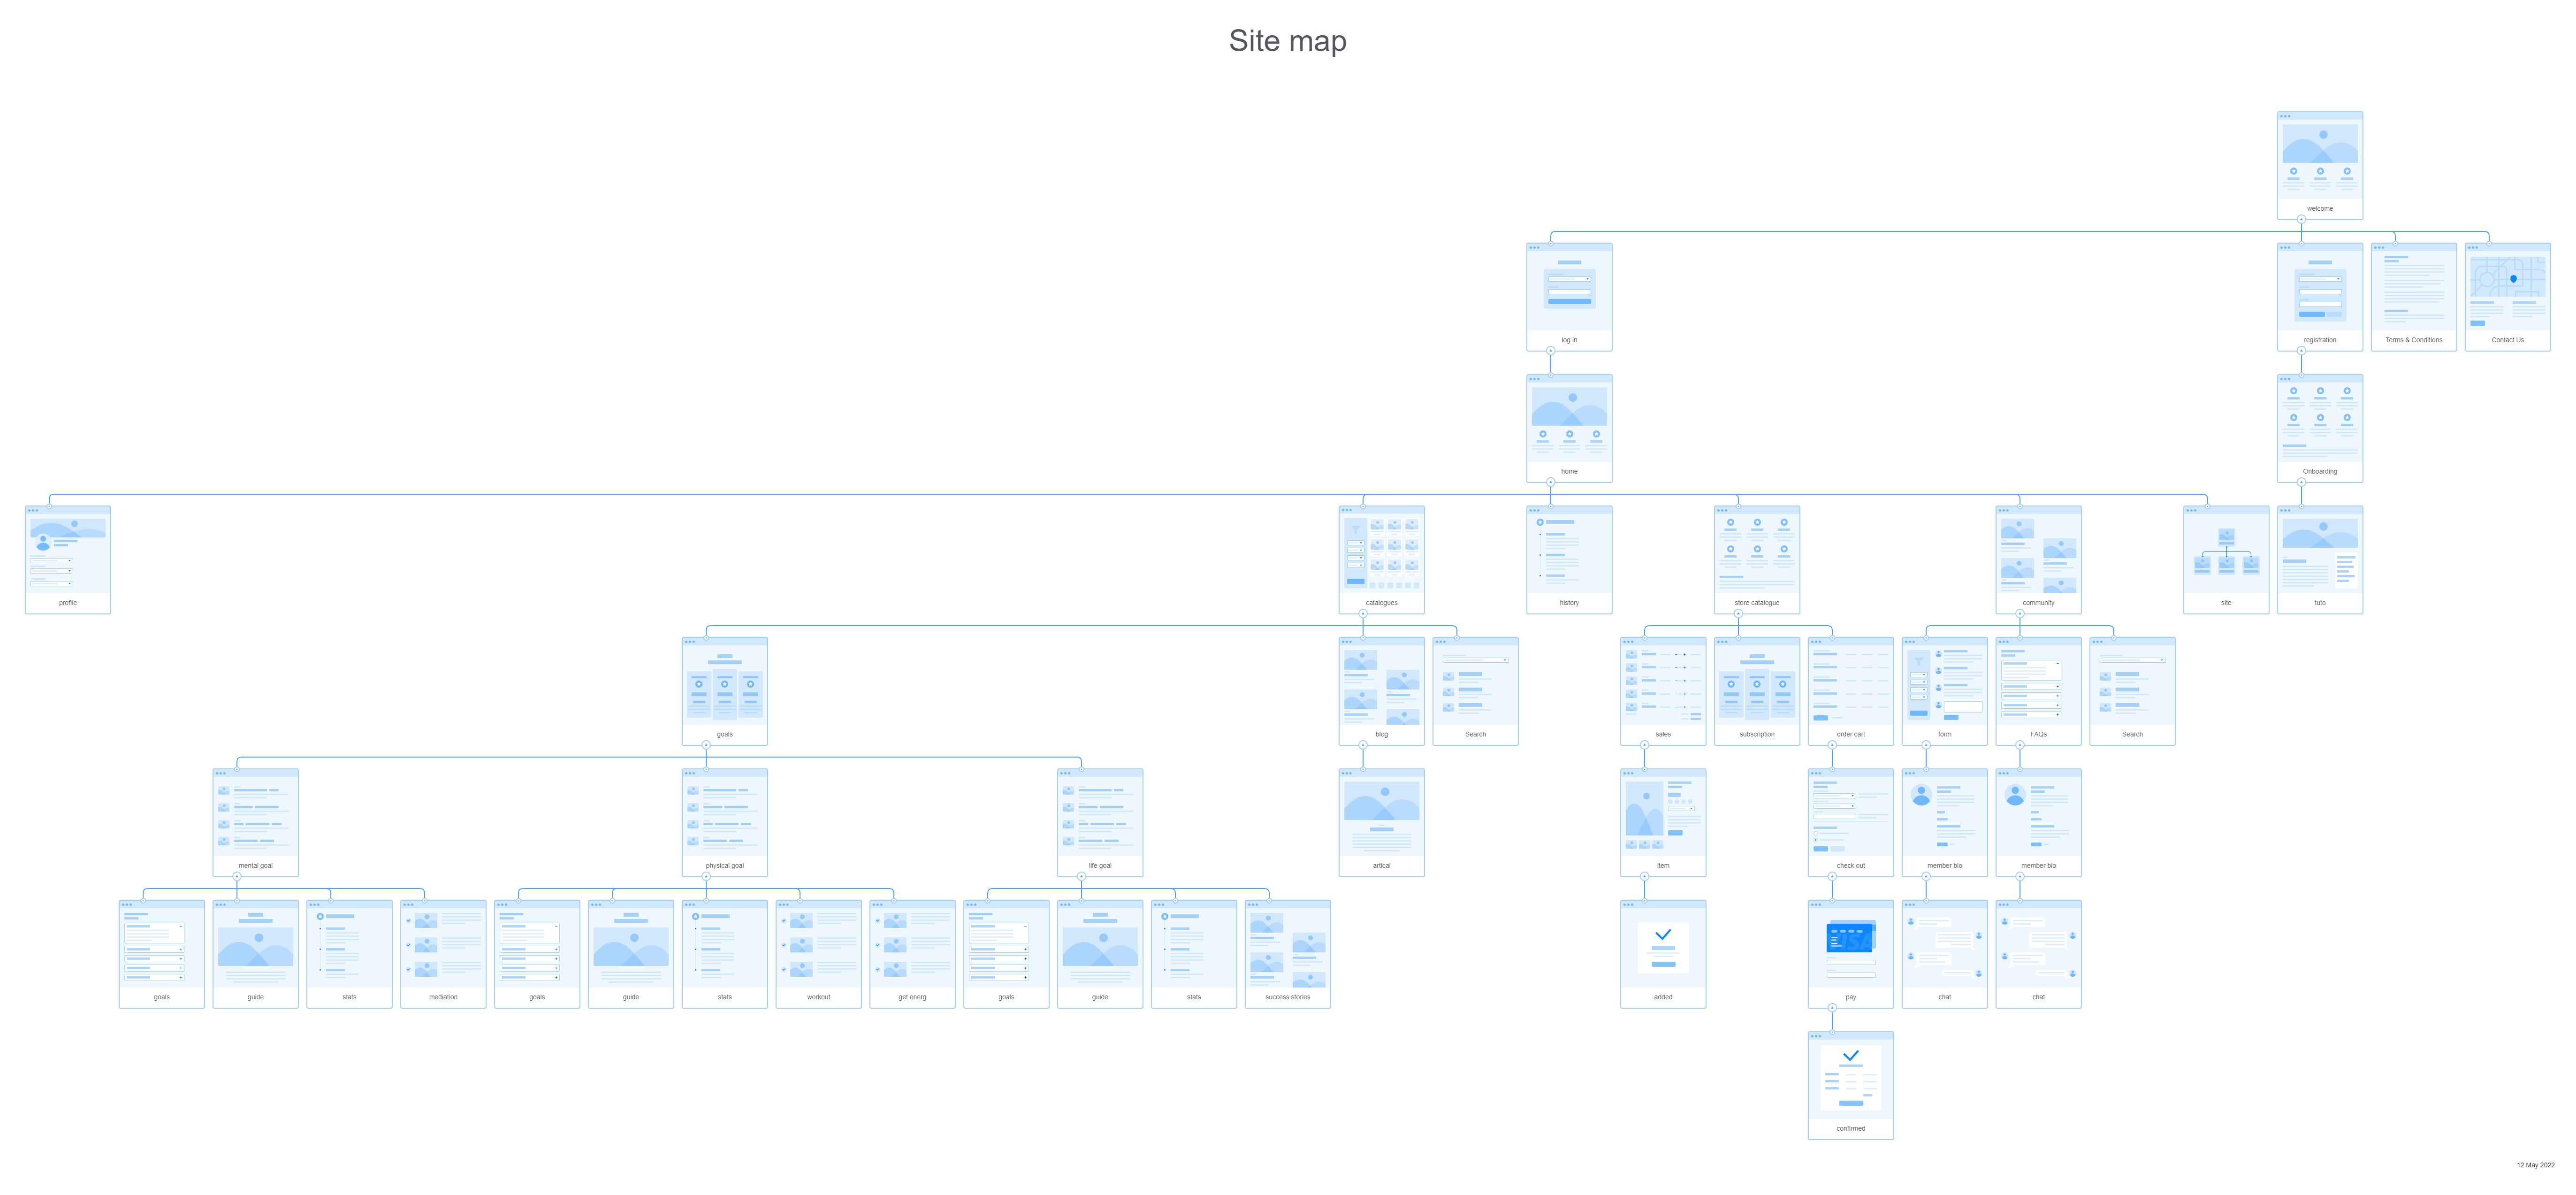 Site map
welcome
log in
registration
Terms & Conditions
Contact Us
home
Onboarding
profile
catalogues
history
store catalogue
community
site
tuto
goals
blog
Search
sales
subscription
order cart
form
FAQs
Search
mental goal
physical goal
life goal
artical
item
check out
member bio
member bio
goals
guide
stats
mediation
goals
guide
stats
workout
get energ
goals
guide
stats
success stories
added
VISA
pay
chat
chat
confirmed
12 May 2022